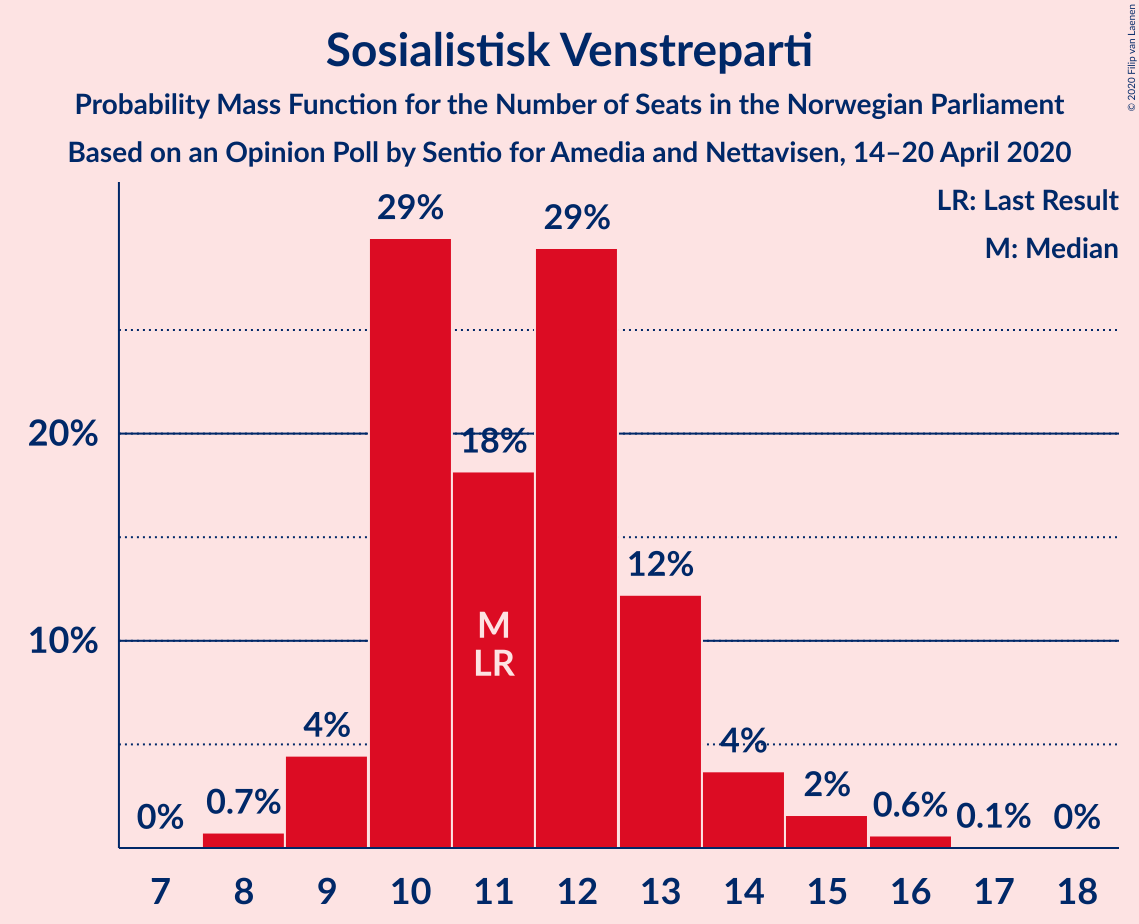 Sosialistisk Venstreparti
Probability Mass Function for the Number of Seats in the Norwegian Parliament
Based on an Opinion Poll by Sentio for Amedia and Nettavisen, 14–20 April 2020
© 2020 Filip van Laenen
LR: Last Result
M: Median
29%
29%
20%
18%
12%
10%
M
LR
4%
4%
2%
0%
0.7%
0.6%
0.1%
0%
7 8 9 10 11 12 13 14 15 16 17 18